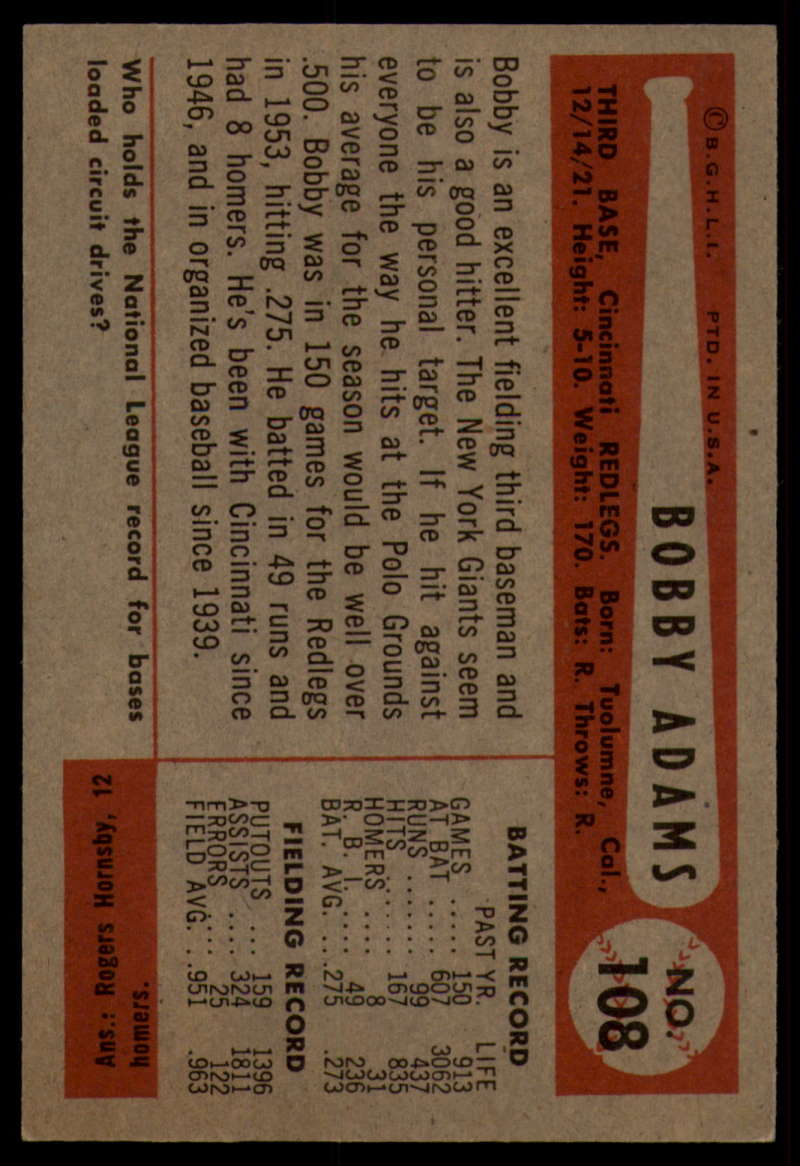 © B.G.H.L.I. PTD. IN U.S.A.
BOBBY ADAMS
NO.
108
THIRD BASE, Cincinnati REDLEGS. Born: Tuolumne, Cal.,
12/14/21. Height: 5-10. Weight: 170. Bats: R. Throws: R.
Bobby is an excellent fielding third baseman and
is also a good hitter. The New York Giants seem
to be his personal target. If he hit against
everyone the way he hits at the Polo Grounds
his average for the season would be well over
.500. Bobby was in 150 games for the Redlegs
in 1953, hitting .275. He batted in 49 runs and
had 8 homers. He's been with Cincinnati since
1946, and in organized baseball since 1939.
BATTING RECORD
PAST YR. LIFE
GAMES ..... 150 913
AT BAT ..... 607 3062
RUNS ....... 99 437
HITS ....... 167 835
HOMERS .... 8 31
R. B. I. .... 49 236
BAT. AVG. .. .275 .273
FIELDING RECORD
PUTOUTS ... 159 1396
ASSISTS .... 324 1811
ERRORS .... 25 122
FIELD AVG. . .951 .963
Who holds the National League record for bases
loaded circuit drives?
Ans.: Rogers Hornsby, 12
homers.